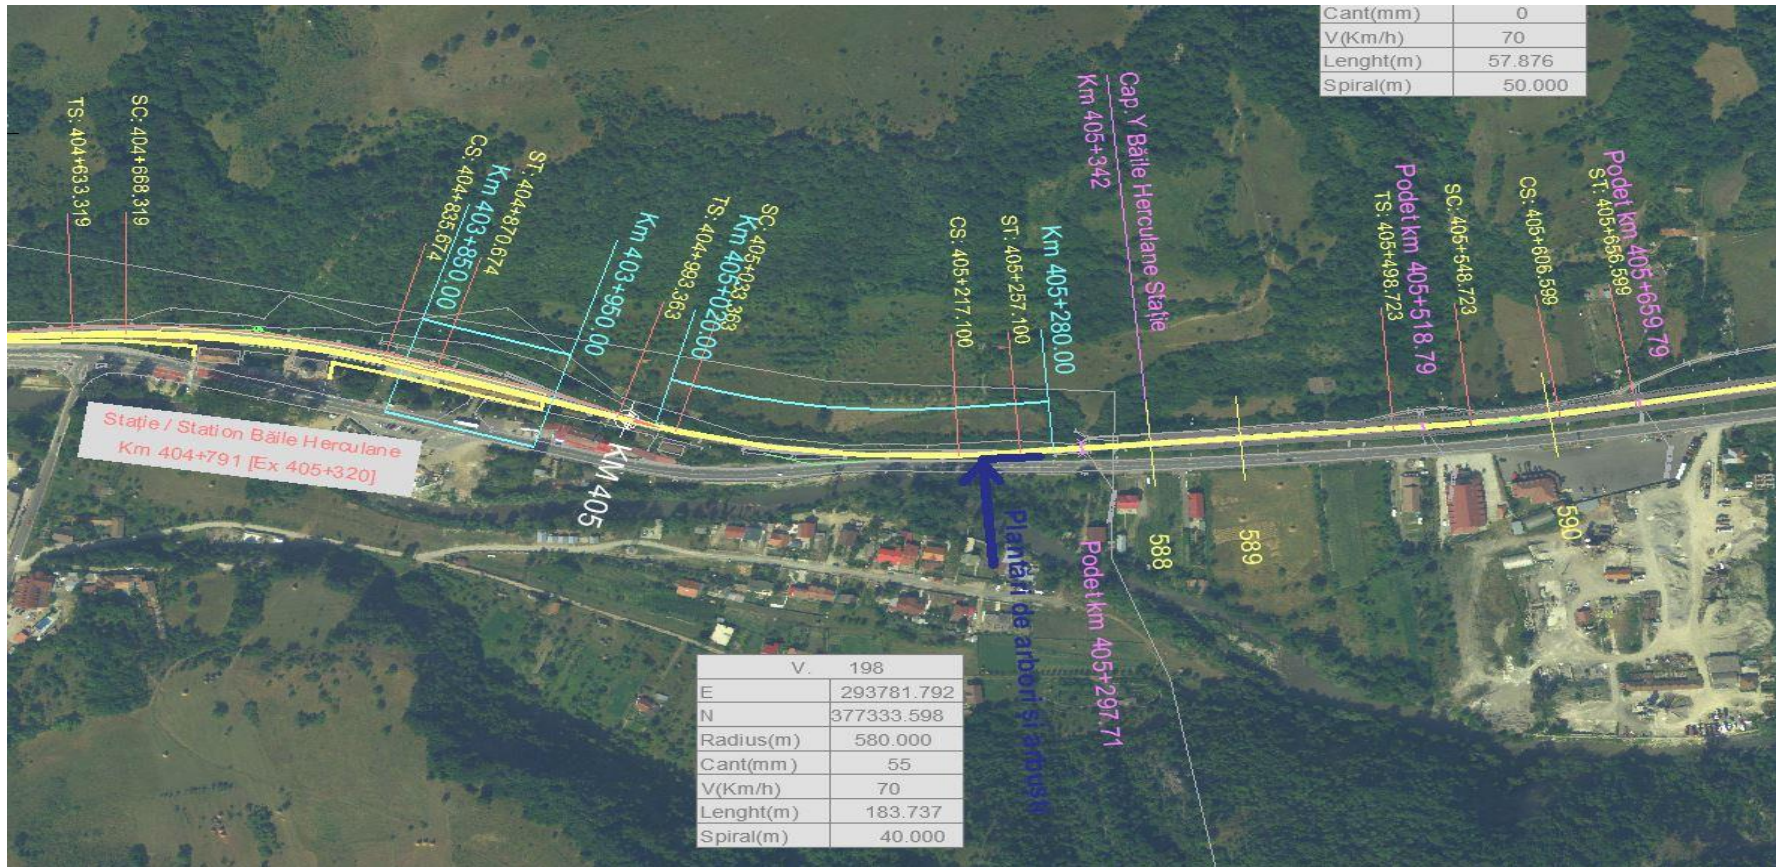 Cant(mm) 0
V(Km/h) 70
Lenght(m) 57.876
Spiral(m) 50.000
TS: 404+633.319
SC: 404+668.319
CS: 404+835.674
Km 403+850.00
ST: 404+870.674
Km 403+950.00
TS: 404+993.363
Km 405+020.00
SC: 405+033.363
CS: 405+217.100
ST: 405+257.100
Km 405+280.00
Cap Y Băile Herculane Stație
Km 405+342
TS: 405+498.723
Podet km 405+518.79
SC: 405+548.723
CS: 405+606.599
ST: 405+656.599
Podet km 405+659.79
Stație / Station Băile Herculane
Km 404+791 [Ex 405+320]
KM 405
Plantări de arbori și arbuști
Podet km 405+297.71
588
589
590
V. 198
E 293781.792
N 377333.598
Radius(m) 580.000
Cant(mm) 55
V(Km/h) 70
Lenght(m) 183.737
Spiral(m) 40.000